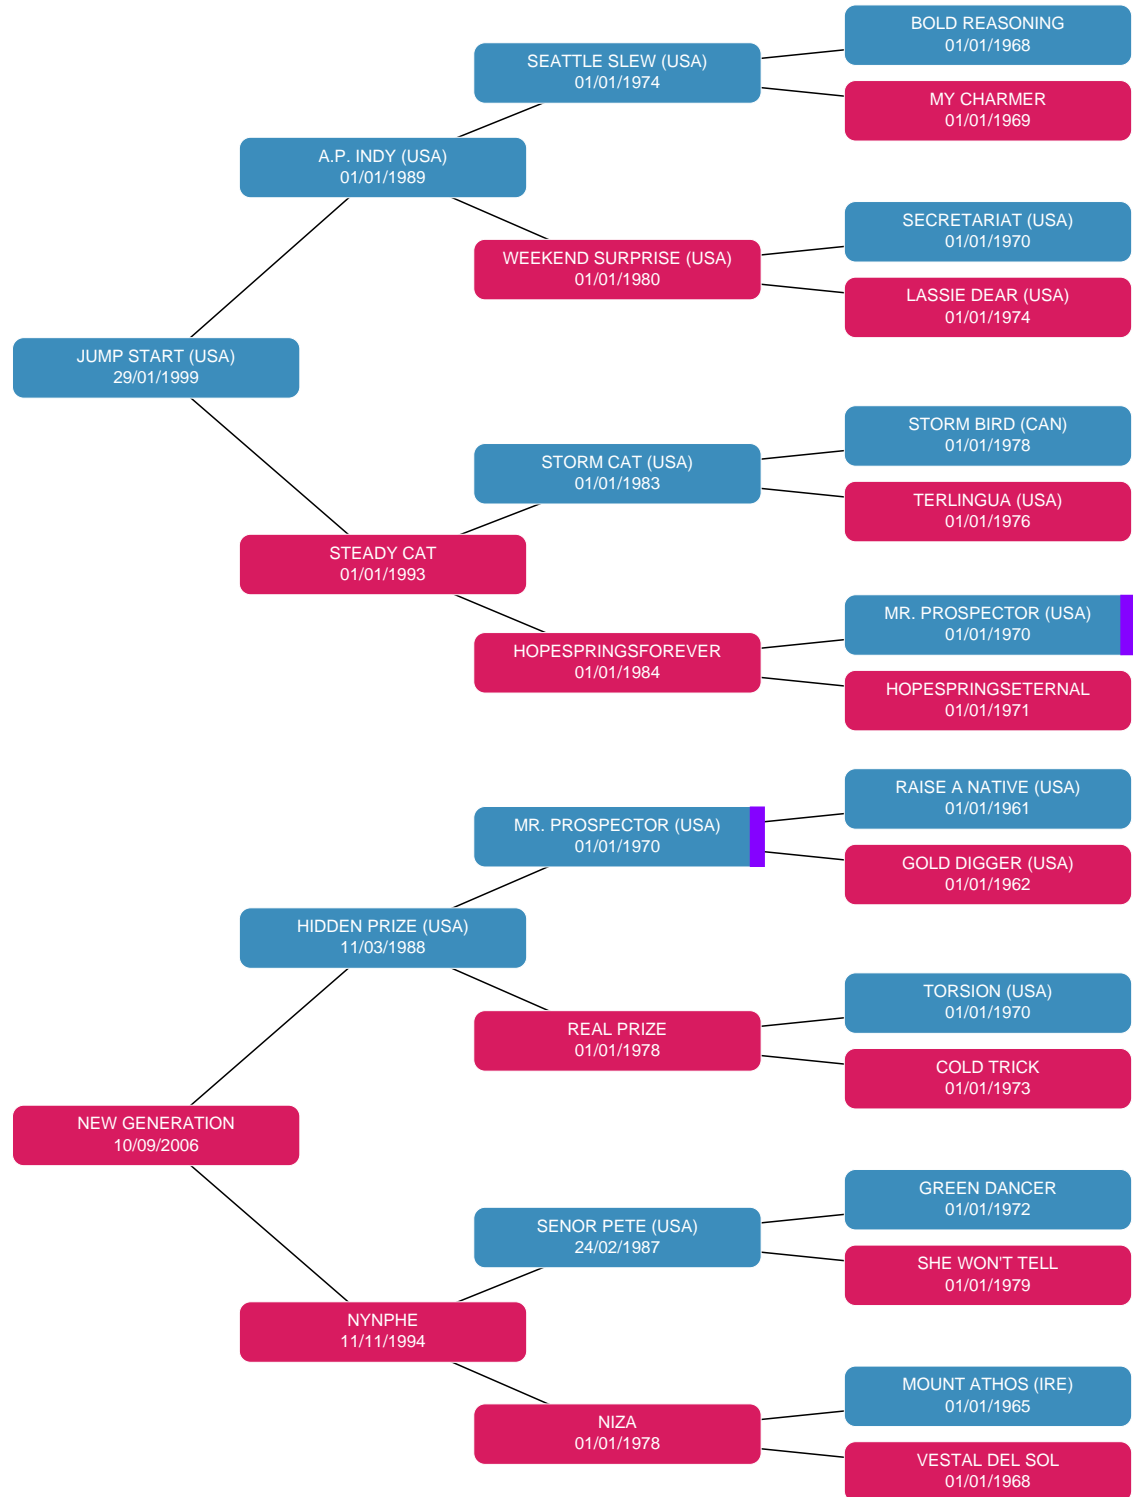 BOLD REASONING
01/01/1968
SEATTLE SLEW (USA)
01/01/1974
MY CHARMER
01/01/1969
A.P. INDY (USA)
01/01/1989
SECRETARIAT (USA)
01/01/1970
WEEKEND SURPRISE (USA)
01/01/1980
LASSIE DEAR (USA)
01/01/1974
JUMP START (USA)
29/01/1999
STORM BIRD (CAN)
01/01/1978
STORM CAT (USA)
01/01/1983
TERLINGUA (USA)
01/01/1976
STEADY CAT
01/01/1993
MR. PROSPECTOR (USA)
01/01/1970
HOPESPRINGSFOREVER
01/01/1984
HOPESPRINGSETERNAL
01/01/1971
RAISE A NATIVE (USA)
01/01/1961
MR. PROSPECTOR (USA)
01/01/1970
GOLD DIGGER (USA)
01/01/1962
HIDDEN PRIZE (USA)
11/03/1988
TORSION (USA)
01/01/1970
REAL PRIZE
01/01/1978
COLD TRICK
01/01/1973
NEW GENERATION
10/09/2006
GREEN DANCER
01/01/1972
SENOR PETE (USA)
24/02/1987
SHE WON'T TELL
01/01/1979
NYNPHE
11/11/1994
MOUNT ATHOS (IRE)
01/01/1965
NIZA
01/01/1978
VESTAL DEL SOL
01/01/1968